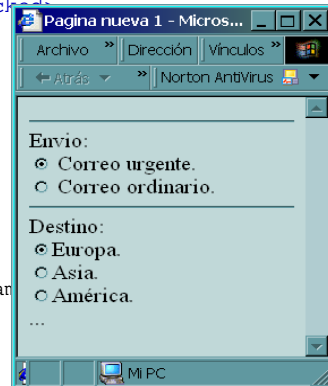 Pagina nueva 1 - Micros...
Archivo » Dirección Vínculos »
Atrás » Norton AntiVirus
Envio:
Correo urgente.
Correo ordinario.
Destino:
Europa.
Asia.
América.
...
Mi PC